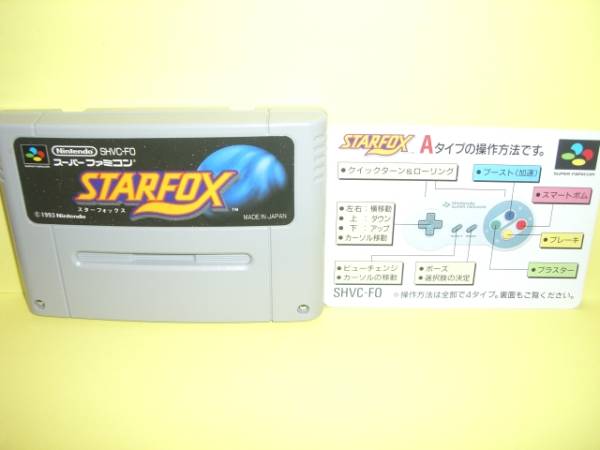 Nintendo SHVC-FO
スーパーファミコン
STARFOX™
スターフォックス
©1993 Nintendo
MADE IN JAPAN
STARFOX Aタイプの操作方法です。
SUPER FAMICOM
●クイックターン&ローリング
●ブースト(加速)
●スマートボム
●左右:横移動
●上:ダウン
●下:アップ
●カーソル移動
●ブレーキ
●ビューチェンジ
●カーソルの移動
●ポーズ
●選択肢の決定
●ブラスター
SHVC-FO ※操作方法は全部で4タイプ。裏面もご覧ください。